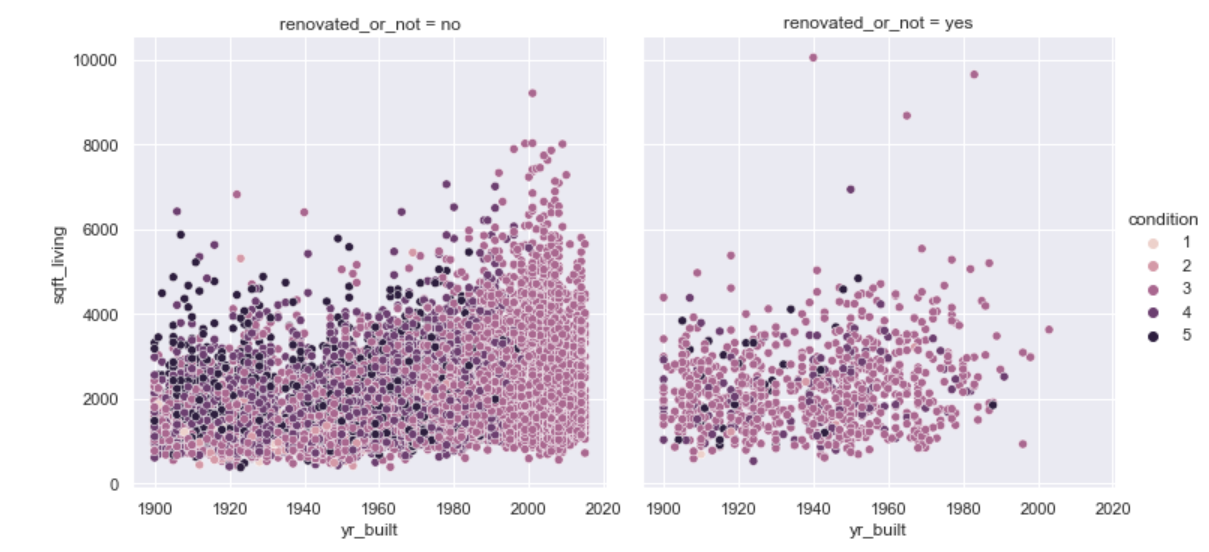 renovated_or_not = no
renovated_or_not = yes
10000
8000
6000
4000
2000
0
sqft_living
1900 1920 1940 1960 1980 2000 2020
yr_built
1900 1920 1940 1960 1980 2000 2020
yr_built
condition
1
2
3
4
5